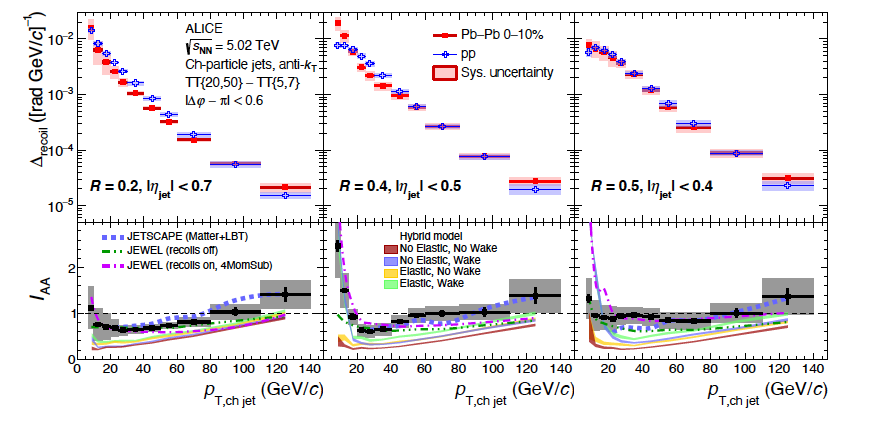 Δrecoil ([rad GeV/c]⁻¹)
10⁻²
10⁻³
10⁻⁴
10⁻⁵
ALICE
√sNN = 5.02 TeV
Ch-particle jets, anti-kT
TT{20,50} − TT{5,7}
|Δφ − π| < 0.6
R = 0.2, |ηjet| < 0.7
Pb–Pb 0–10%
pp
Sys. uncertainty
R = 0.4, |ηjet| < 0.5
R = 0.5, |ηjet| < 0.4
IAA
2
1
0
JETSCAPE (Matter+LBT)
JEWEL (recoils off)
JEWEL (recoils on, 4MomSub)
Hybrid model
No Elastic, No Wake
No Elastic, Wake
Elastic, No Wake
Elastic, Wake
20 40 60 80 100 120 140
20 40 60 80 100 120 140
20 40 60 80 100 120 140
pT,ch jet (GeV/c)
pT,ch jet (GeV/c)
pT,ch jet (GeV/c)